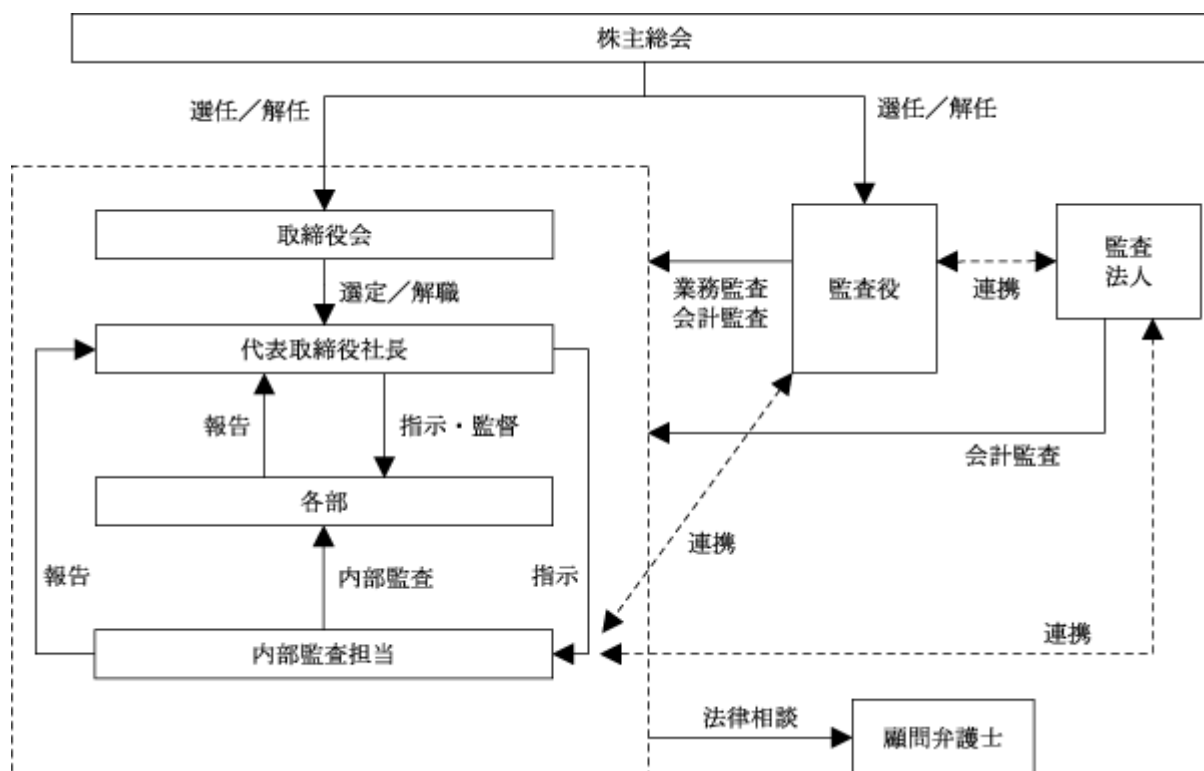 株主総会
選任／解任
選任／解任
取締役会
監査役
監査
法人
連携
業務監査
会計監査
選定／解職
代表取締役社長
報告
指示・監督
会計監査
各部
連携
報告
内部監査
指示
内部監査担当
連携
法律相談
顧問弁護士